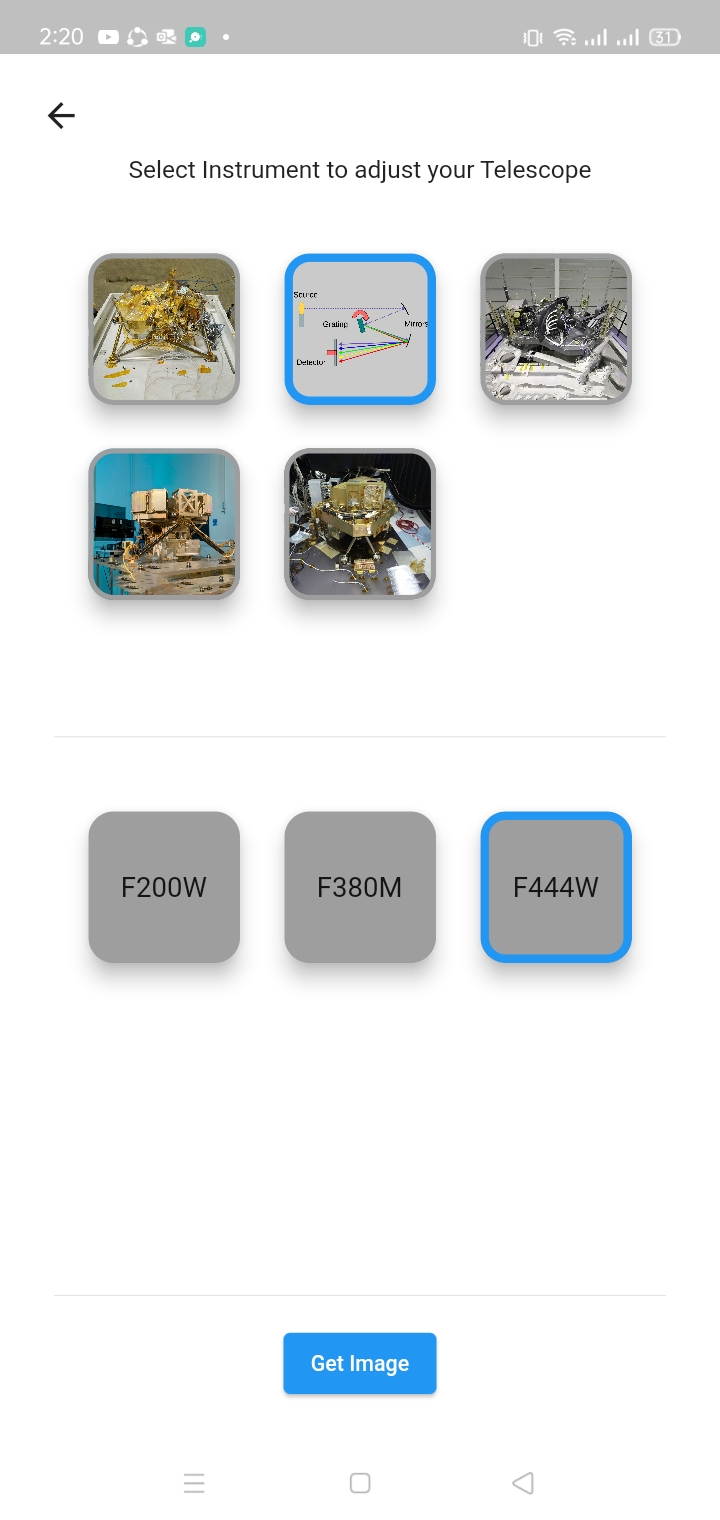 2:20
31
Select Instrument to adjust your Telescope
Source
Grating
Mirrors
Detector
F200W
F380M
F444W
Get Image